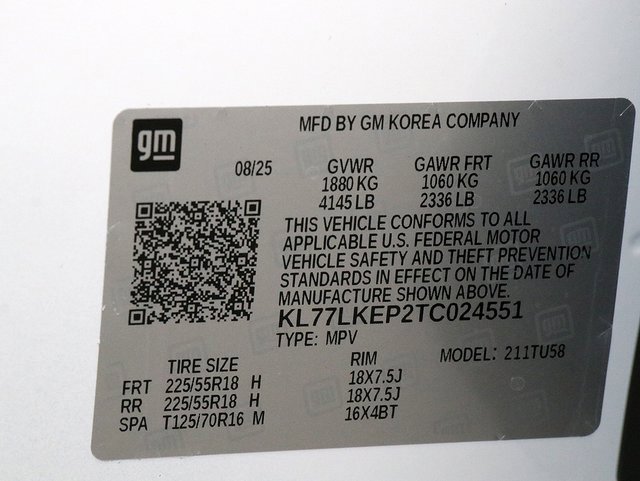 gm
MFD BY GM KOREA COMPANY
08/25 GVWR GAWR FRT GAWR RR
1880 KG 1060 KG 1060 KG
4145 LB 2336 LB 2336 LB
THIS VEHICLE CONFORMS TO ALL
APPLICABLE U.S. FEDERAL MOTOR
VEHICLE SAFETY AND THEFT PREVENTION
STANDARDS IN EFFECT ON THE DATE OF
MANUFACTURE SHOWN ABOVE.
KL77LKEP2TC024551
TYPE: MPV
MODEL: 211TU58
TIRE SIZE RIM
FRT 225/55R18 H 18X7.5J
RR 225/55R18 H 18X7.5J
SPA T125/70R16 M 16X4BT